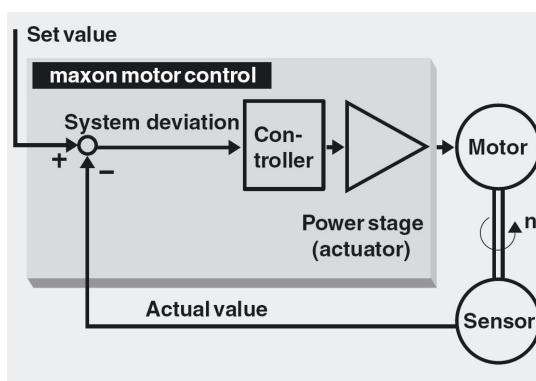 Set value
maxon motor control
System deviation
+
−
Con-
troller
Motor
Power stage
(actuator)
n
Actual value
Sensor